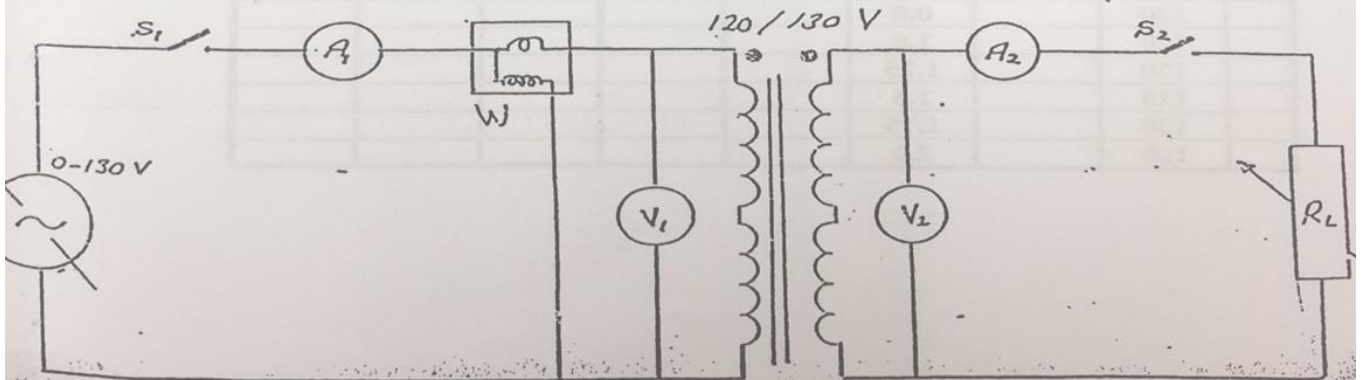 120/130 V
S₁
A₁
W
A₂
S₂
0-130 V
V₁
V₂
RL